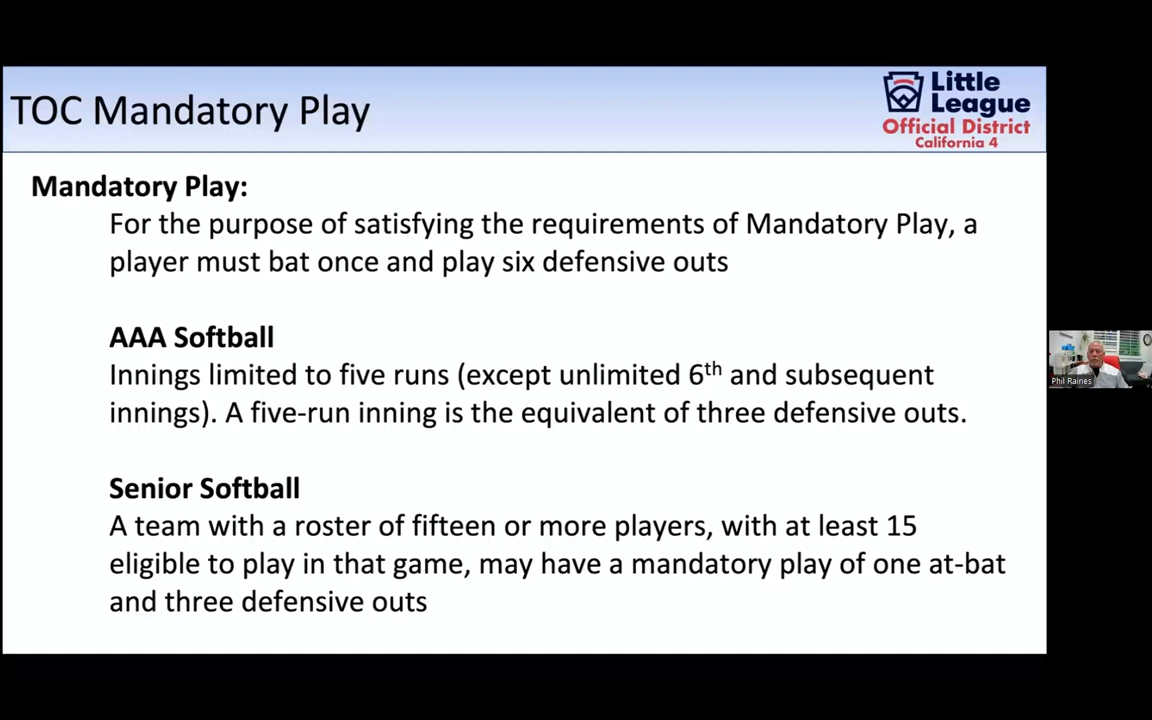 TOC Mandatory Play
Little
League
Official District
California 4
Mandatory Play:
For the purpose of satisfying the requirements of Mandatory Play, a
player must bat once and play six defensive outs
AAA Softball
Innings limited to five runs (except unlimited 6th and subsequent
innings). A five-run inning is the equivalent of three defensive outs.
Senior Softball
A team with a roster of fifteen or more players, with at least 15
eligible to play in that game, may have a mandatory play of one at-bat
and three defensive outs
Phil Raines